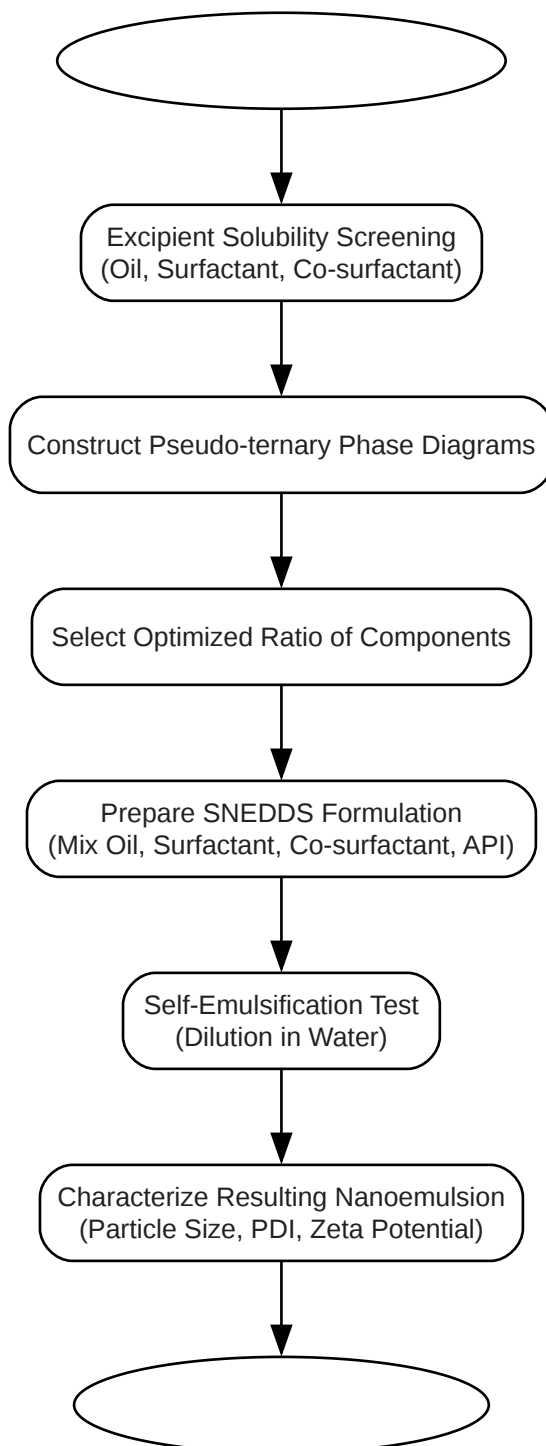 Excipient Solubility Screening
(Oil, Surfactant, Co-surfactant)
Construct Pseudo-ternary Phase Diagrams
Select Optimized Ratio of Components
Prepare SNEDDS Formulation
(Mix Oil, Surfactant, Co-surfactant, API)
Self-Emulsification Test
(Dilution in Water)
Characterize Resulting Nanoemulsion
(Particle Size, PDI, Zeta Potential)